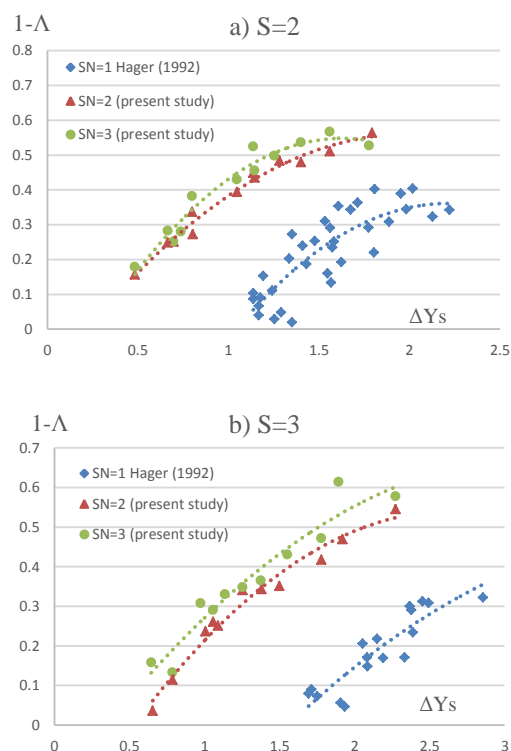 1-Λ
a) S=2
0.8
SN=1 Hager (1992)
0.7
SN=2 (present study)
0.6
SN=3 (present study)
0.5
0.4
0.3
0.2
0.1
ΔYs
0
0 0.5 1 1.5 2 2.5
1-Λ
b) S=3
0.7
SN=1 Hager (1992)
0.6
SN=2 (present study)
0.5
SN=3 (present study)
0.4
0.3
0.2
0.1
ΔYs
0
0 0.5 1 1.5 2 2.5 3